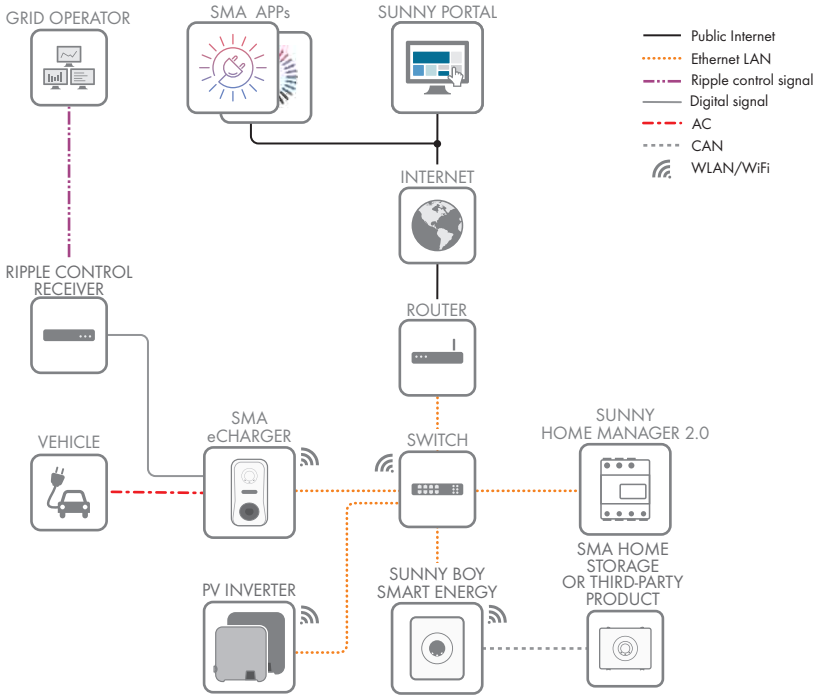 GRID OPERATOR
SMA APPs
SUNNY PORTAL
Public Internet
Ethernet LAN
Ripple control signal
Digital signal
AC
CAN
WLAN/WiFi
INTERNET
RIPPLE CONTROL
RECEIVER
ROUTER
VEHICLE
SMA
eCHARGER
SWITCH
SUNNY
HOME MANAGER 2.0
PV INVERTER
SUNNY BOY
SMART ENERGY
SMA HOME
STORAGE
OR THIRD-PARTY
PRODUCT